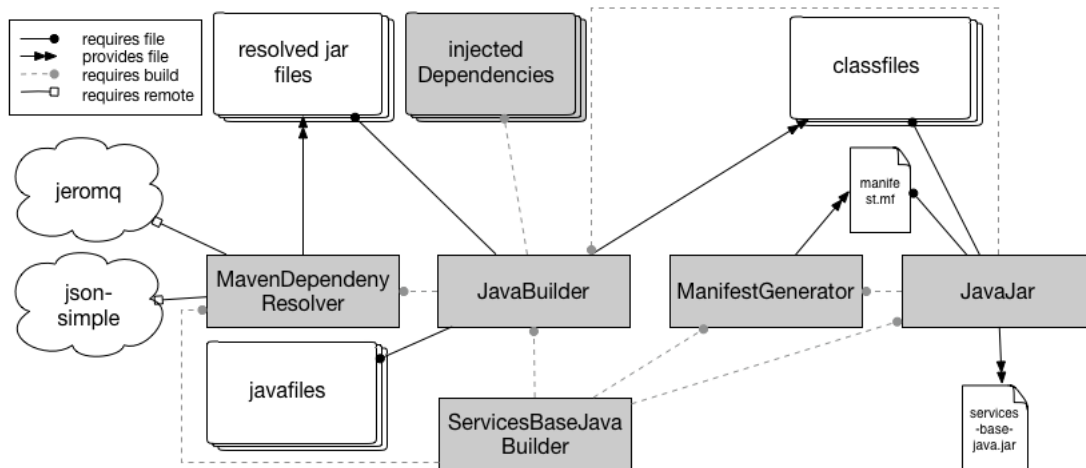 requires file
provides file
requires build
requires remote
resolved jar
files
injected
Dependencies
classfiles
jeromq
manife
st.mf
json-
simple
MavenDependeny
Resolver
JavaBuilder
ManifestGenerator
JavaJar
javafiles
ServicesBaseJava
Builder
services
-base-
java.jar